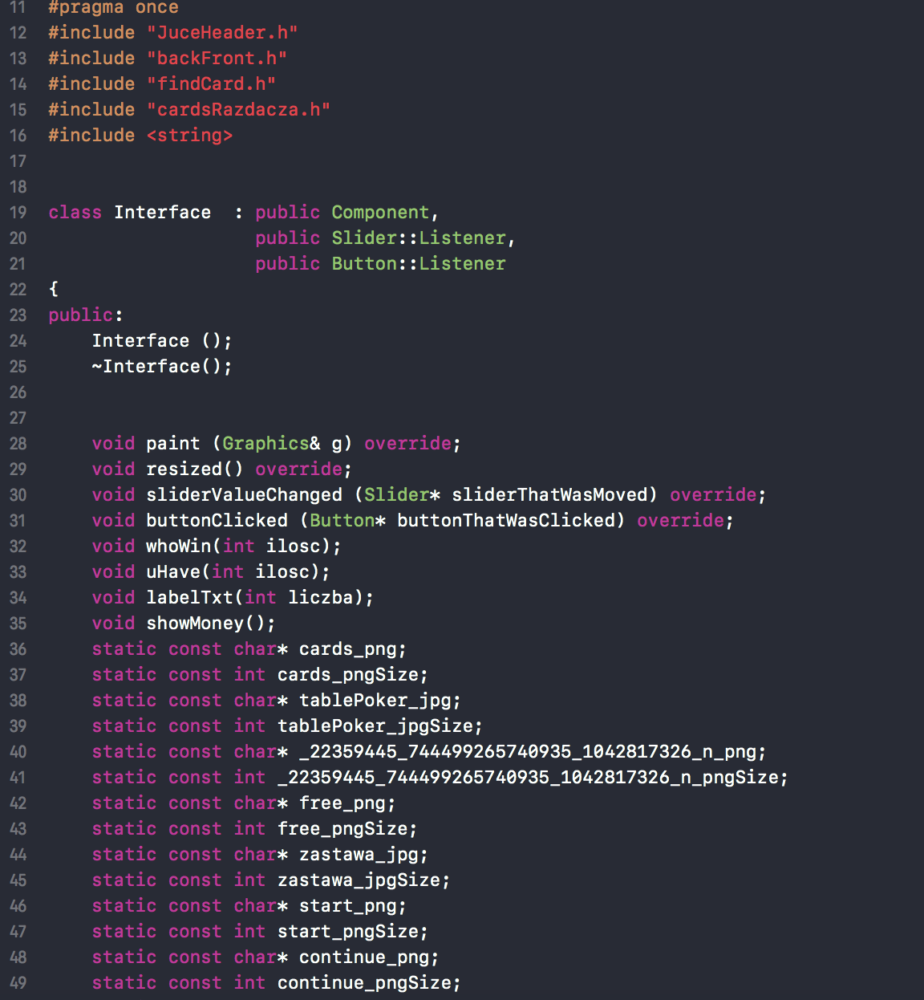 11 #pragma once
12 #include "JuceHeader.h"
13 #include "backFront.h"
14 #include "findCard.h"
15 #include "cardsRazdacza.h"
16 #include <string>
17
18
19 class Interface  : public Component,
20                    public Slider::Listener,
21                    public Button::Listener
22 {
23 public:
24     Interface ();
25     ~Interface();
26
27
28     void paint (Graphics& g) override;
29     void resized() override;
30     void sliderValueChanged (Slider* sliderThatWasMoved) override;
31     void buttonClicked (Button* buttonThatWasClicked) override;
32     void whoWin(int ilosc);
33     void uHave(int ilosc);
34     void labelTxt(int liczba);
35     void showMoney();
36     static const char* cards_png;
37     static const int cards_pngSize;
38     static const char* tablePoker_jpg;
39     static const int tablePoker_jpgSize;
40     static const char* _22359445_744499265740935_1042817326_n_png;
41     static const int _22359445_744499265740935_1042817326_n_pngSize;
42     static const char* free_png;
43     static const int free_pngSize;
44     static const char* zastawa_jpg;
45     static const int zastawa_jpgSize;
46     static const char* start_png;
47     static const int start_pngSize;
48     static const char* continue_png;
49     static const int continue_pngSize;